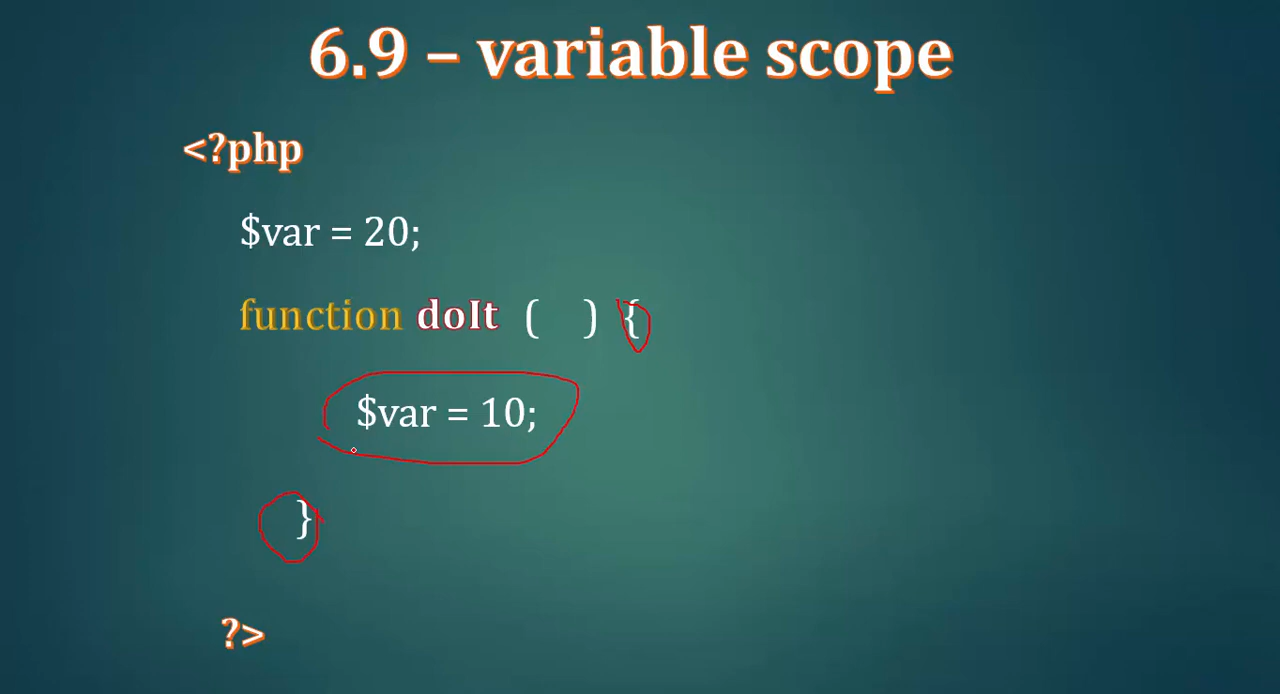 6.9 – variable scope
<?php
$var = 20;
function doIt ( ) {
$var = 10;
}
?>